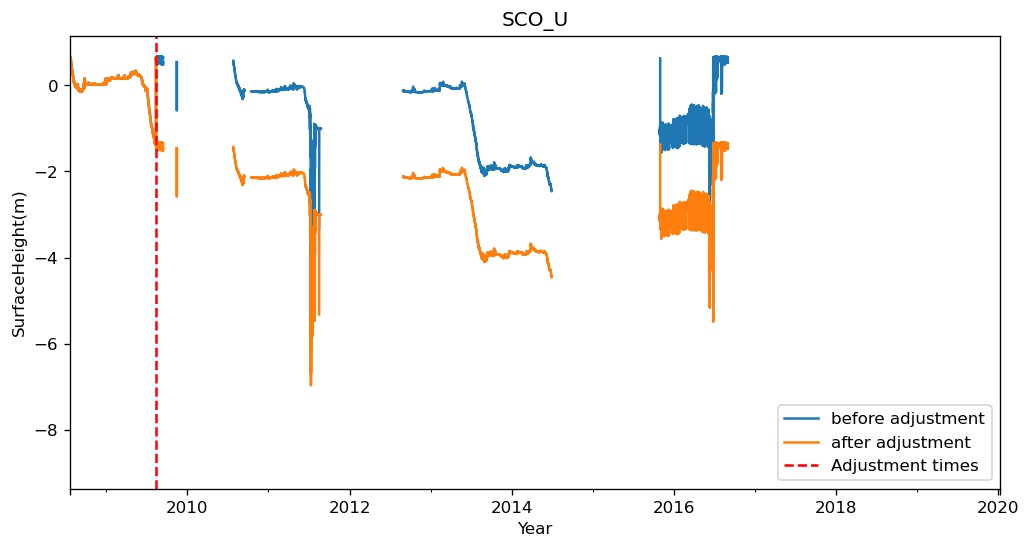 SCO_U
SurfaceHeight(m)
0
−2
−4
−6
−8
2010
2012
2014
2016
2018
2020
Year
before adjustment
after adjustment
Adjustment times